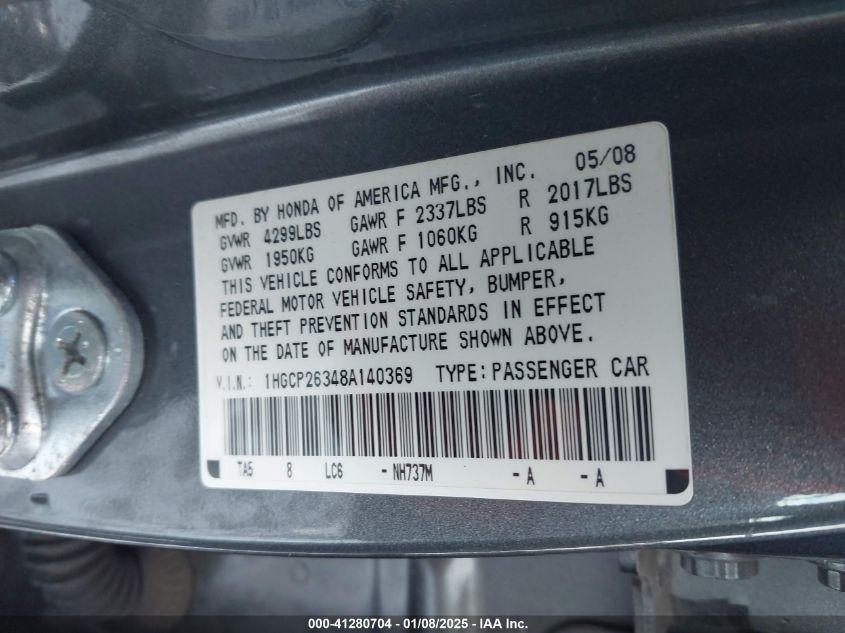 MFD. BY HONDA OF AMERICA MFG., INC. 05/08
GVWR 4299LBS GAWR F 2337LBS R 2017LBS
GVWR 1950KG GAWR F 1060KG R 915KG
THIS VEHICLE CONFORMS TO ALL APPLICABLE
FEDERAL MOTOR VEHICLE SAFETY, BUMPER,
AND THEFT PREVENTION STANDARDS IN EFFECT
ON THE DATE OF MANUFACTURE SHOWN ABOVE.
V.I.N.: 1HGCP26348A140369 TYPE:PASSENGER CAR
TA5 8 LC6 -NH737M -A -A
000-41280704 - 01/08/2025 - IAA Inc.